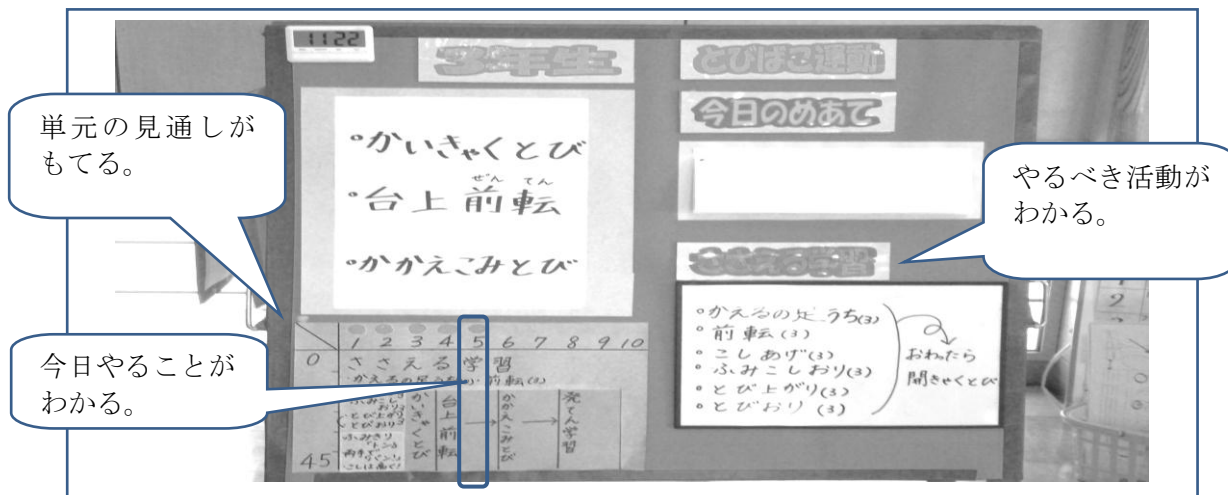 11:22
3年生
とびばこ運動
今日のめあて
単元の見通しが
もてる。
・かいきゃくとび
ぜん てん
・台上前転
・かかえこみとび
やるべき活動が
わかる。
ささえる学習
・かえるの足うち(3)
・前転(3)
・こしあげ(3)
・ふみこしおり(3)
・とび上がり(3)
・とびおり(3)
おわったら
開きゃくとび
今日やることが
わかる。
1 2 3 4 5 6 7 8 9 10
0 ささえる学習
前転(3)
かいきゃくとび
台上前転
→
かかえこみとび
→
発てん学習
45
2